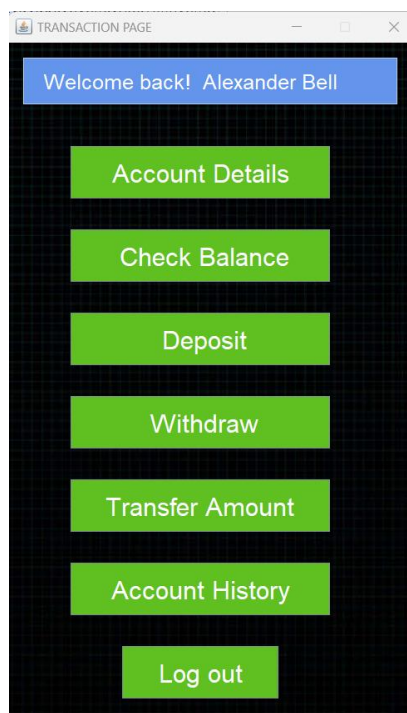 TRANSACTION PAGE
Welcome back!  Alexander Bell
Account Details
Check Balance
Deposit
Withdraw
Transfer Amount
Account History
Log out